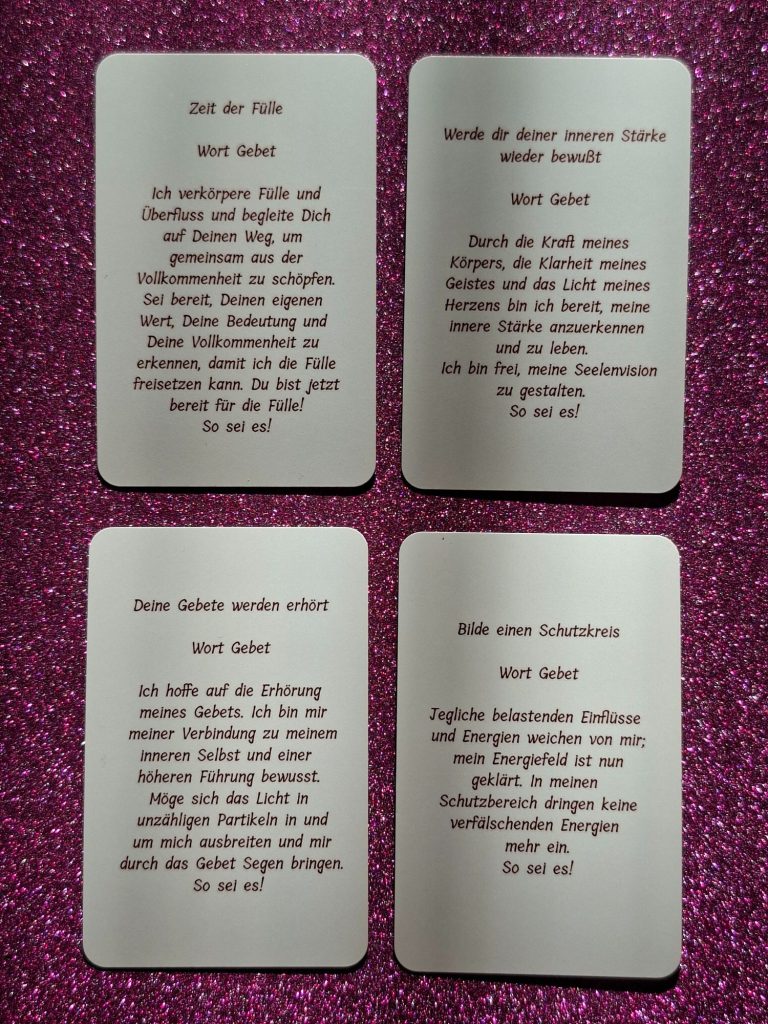 Zeit der Fülle
Wort Gebet
Ich verkörpere Fülle und
Überfluss und begleite Dich
auf Deinen Weg, um
gemeinsam aus der
Vollkommenheit zu schöpfen.
Sei bereit, Deinen eigenen
Wert, Deine Bedeutung und
Deine Vollkommenheit zu
erkennen, damit ich die Fülle
freisetzen kann. Du bist jetzt
bereit für die Fülle!
So sei es!
Werde dir deiner inneren Stärke
wieder bewußt
Wort Gebet
Durch die Kraft meines
Körpers, die Klarheit meines
Geistes und das Licht meines
Herzens bin ich bereit, meine
innere Stärke anzuerkennen
und zu leben.
Ich bin frei, meine Seelenvision
zu gestalten.
So sei es!
Deine Gebete werden erhört
Wort Gebet
Ich hoffe auf die Erhörung
meines Gebets. Ich bin mir
meiner Verbindung zu meinem
inneren Selbst und einer
höheren Führung bewusst.
Möge sich das Licht in
unzähligen Partikeln in und
um mich ausbreiten und mir
durch das Gebet Segen bringen.
So sei es!
Bilde einen Schutzkreis
Wort Gebet
Jegliche belastenden Einflüsse
und Energien weichen von mir;
mein Energiefeld ist nun
geklärt. In meinen
Schutzbereich dringen keine
verfälschenden Energien
mehr ein.
So sei es!